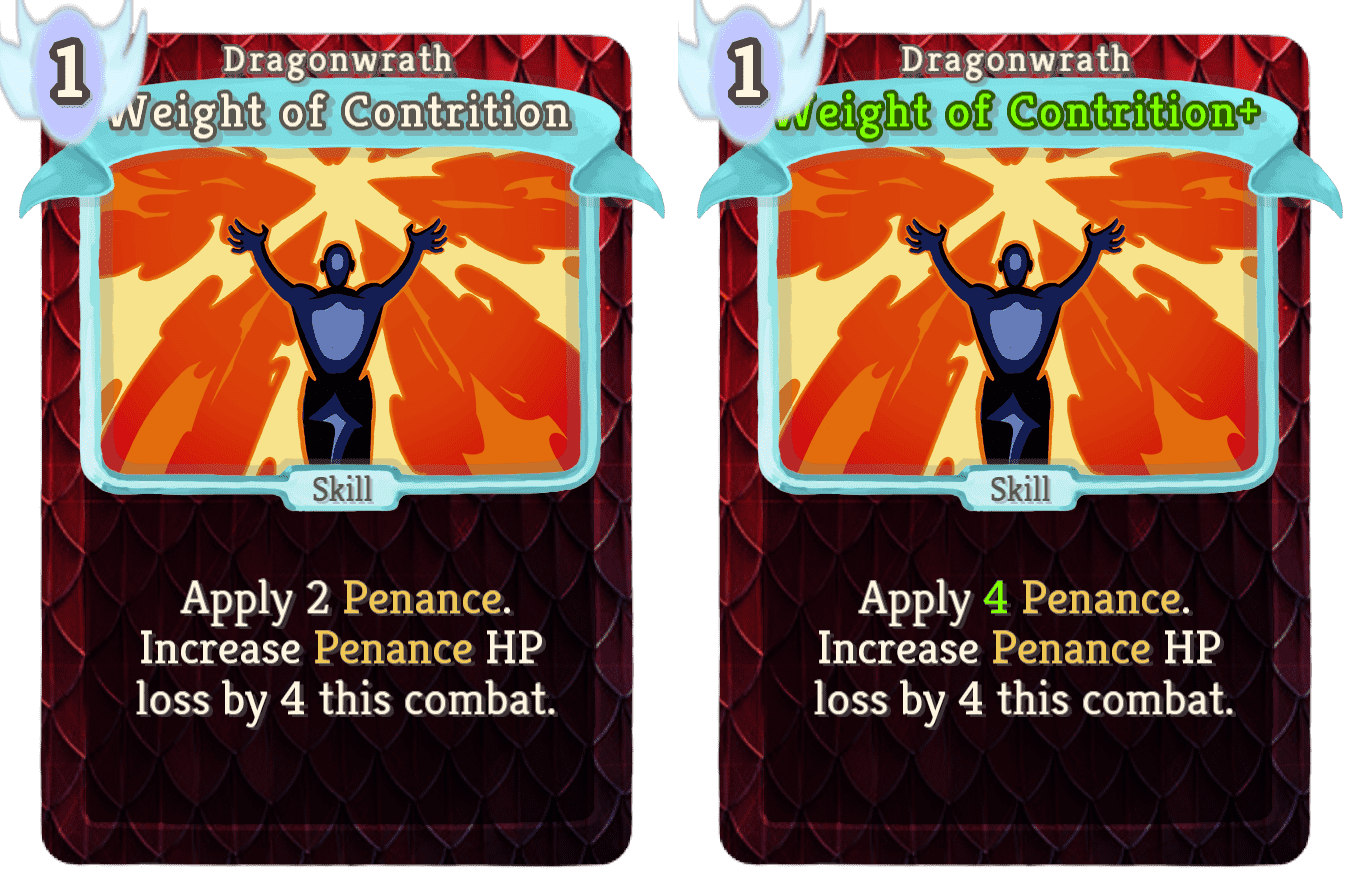 1
Dragonwrath
Weight of Contrition
Skill
Apply 2 Penance.
Increase Penance HP
loss by 4 this combat.
1
Dragonwrath
Weight of Contrition+
Skill
Apply 4 Penance.
Increase Penance HP
loss by 4 this combat.